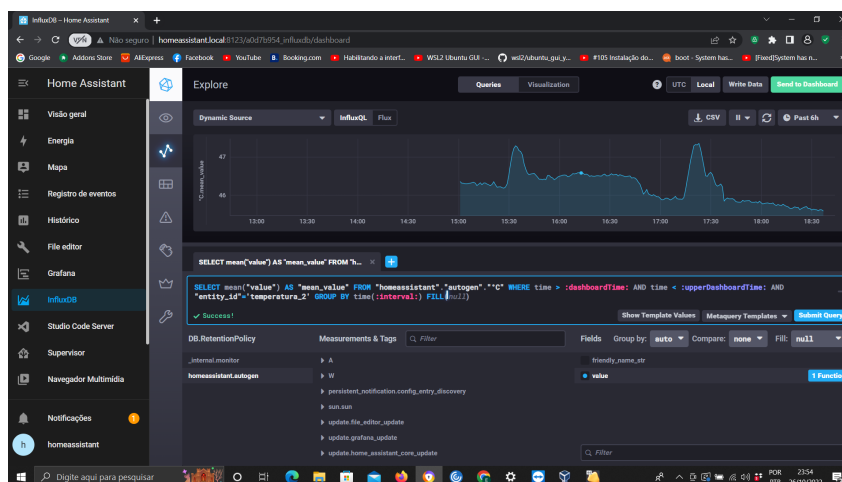 InfluxDB – Home Assistant
VPN
Não seguro
homeassistant.local:8123/a0d7b954_influxdb/dashboard
Google
Addons Store
AliExpress
Facebook
YouTube
Booking.com
Habilitando a interf...
WSL2 Ubuntu GUI -...
wsl2/ubuntu_gui_y...
#105 Instalação do...
boot - System has...
[Fixed]System has n...
Home Assistant
Visão geral
Energia
Mapa
Registro de eventos
Histórico
File editor
Grafana
InfluxDB
Studio Code Server
Supervisor
Navegador Multimídia
Notificações
1
h
homeassistant
Explore
Queries
Visualization
UTC
Local
Write Data
Send to Dashboard
Dynamic Source
InfluxQL
Flux
CSV
Past 6h
°C mean_value
47
46
13:00
13:30
14:00
14:30
15:00
15:30
16:00
16:30
17:00
17:30
18:00
18:30
SELECT mean("value") AS "mean_value" FROM "h...
SELECT mean("value") AS "mean_value" FROM "homeassistant"."autogen"."°C" WHERE time > :dashboardTime: AND time < :upperDashboardTime: AND
"entity_id"='temperatura_2' GROUP BY time(:interval:) FILL(null)
Success!
Show Template Values
Metaquery Templates
Submit Query
DB.RetentionPolicy
Measurements & Tags
Filter
Fields
Group by:
auto
Compare:
none
Fill:
null
_internal.monitor
homeassistant.autogen
A
W
persistent_notification.config_entry_discovery
sun.sun
update.file_editor_update
update.grafana_update
update.home_assistant_core_update
friendly_name_str
value
1 Functio
Filter
Digite aqui para pesquisar
POR
23:54
26/10/2022